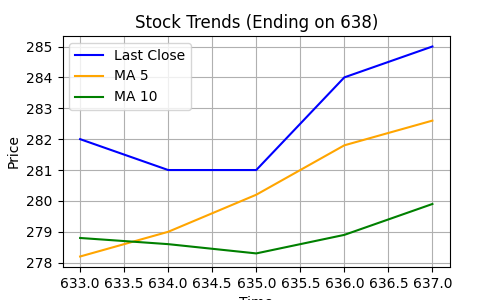 Stock Trends (Ending on 638)
285
284
283
282
281
280
279
278
Price
Last Close
MA 5
MA 10
633.0 633.5 634.0 634.5 635.0 635.5 636.0 636.5 637.0
Time